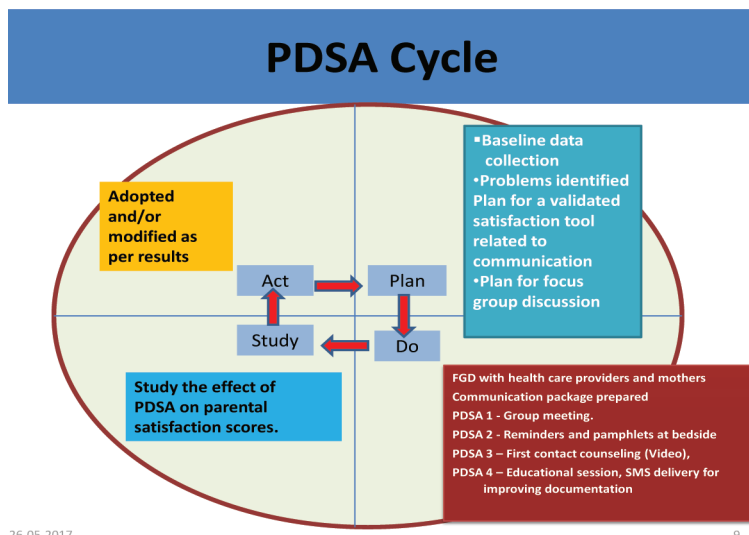 PDSA Cycle
▪Baseline data
collection
•Problems identified
Plan for a validated
satisfaction tool
related to
communication
•Plan for focus
group discussion
Adopted
and/or
modified as
per results
Act
Plan
Study
Do
Study the effect of
PDSA on parental
satisfaction scores.
FGD with health care providers and mothers
Communication package prepared
PDSA 1 - Group meeting.
PDSA 2 - Reminders and pamphlets at bedside
PDSA 3 – First contact counseling (Video),
PDSA 4 – Educational session, SMS delivery for
improving documentation
26.05.2017
9